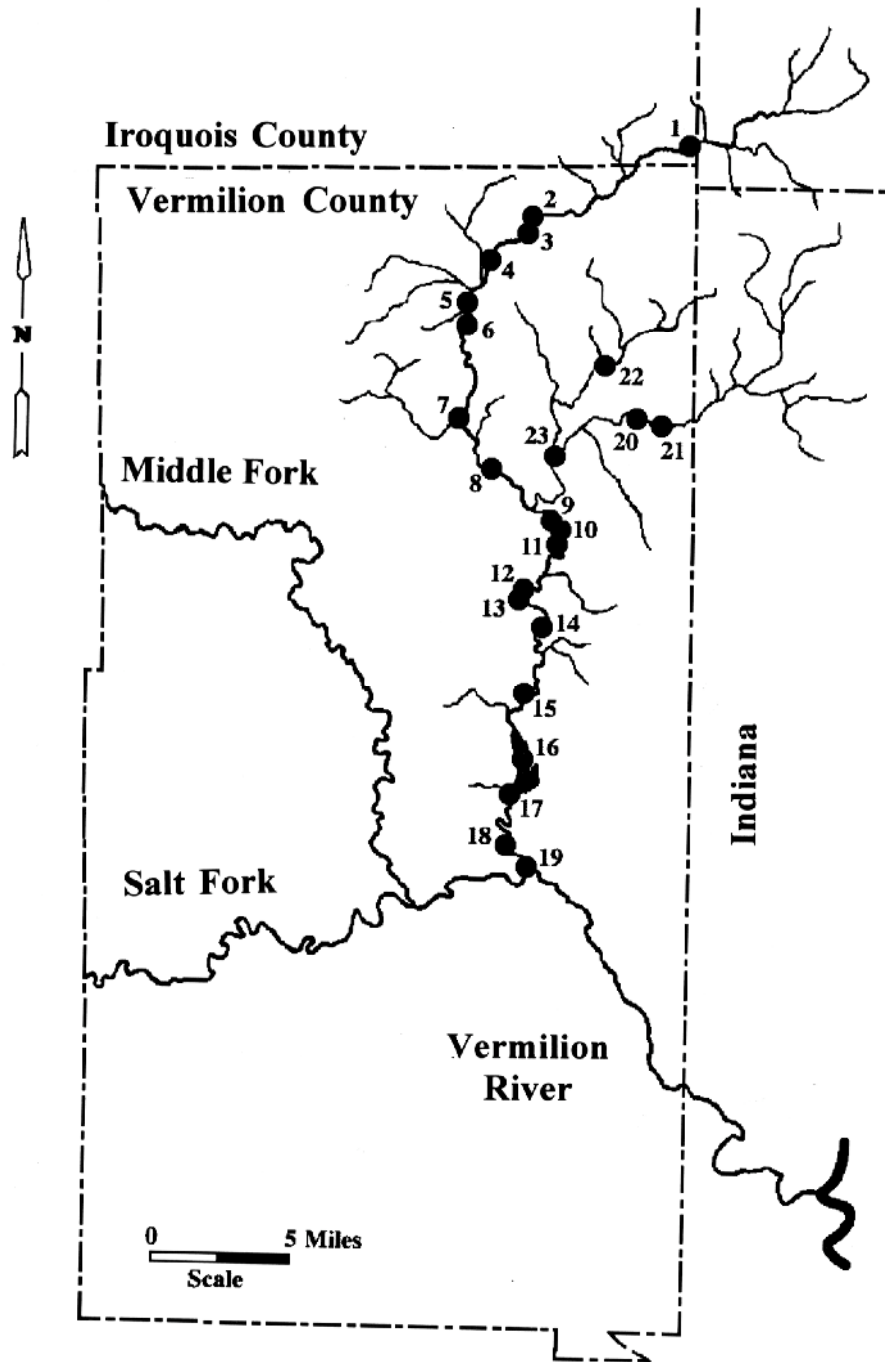 Iroquois County
1
Vermilion County
2
3
4
N
5
6
22
7
20
21
23
8
Middle Fork
9
10
11
12
13
14
15
16
Indiana
17
18
19
Salt Fork
Vermilion
River
0 5 Miles
Scale